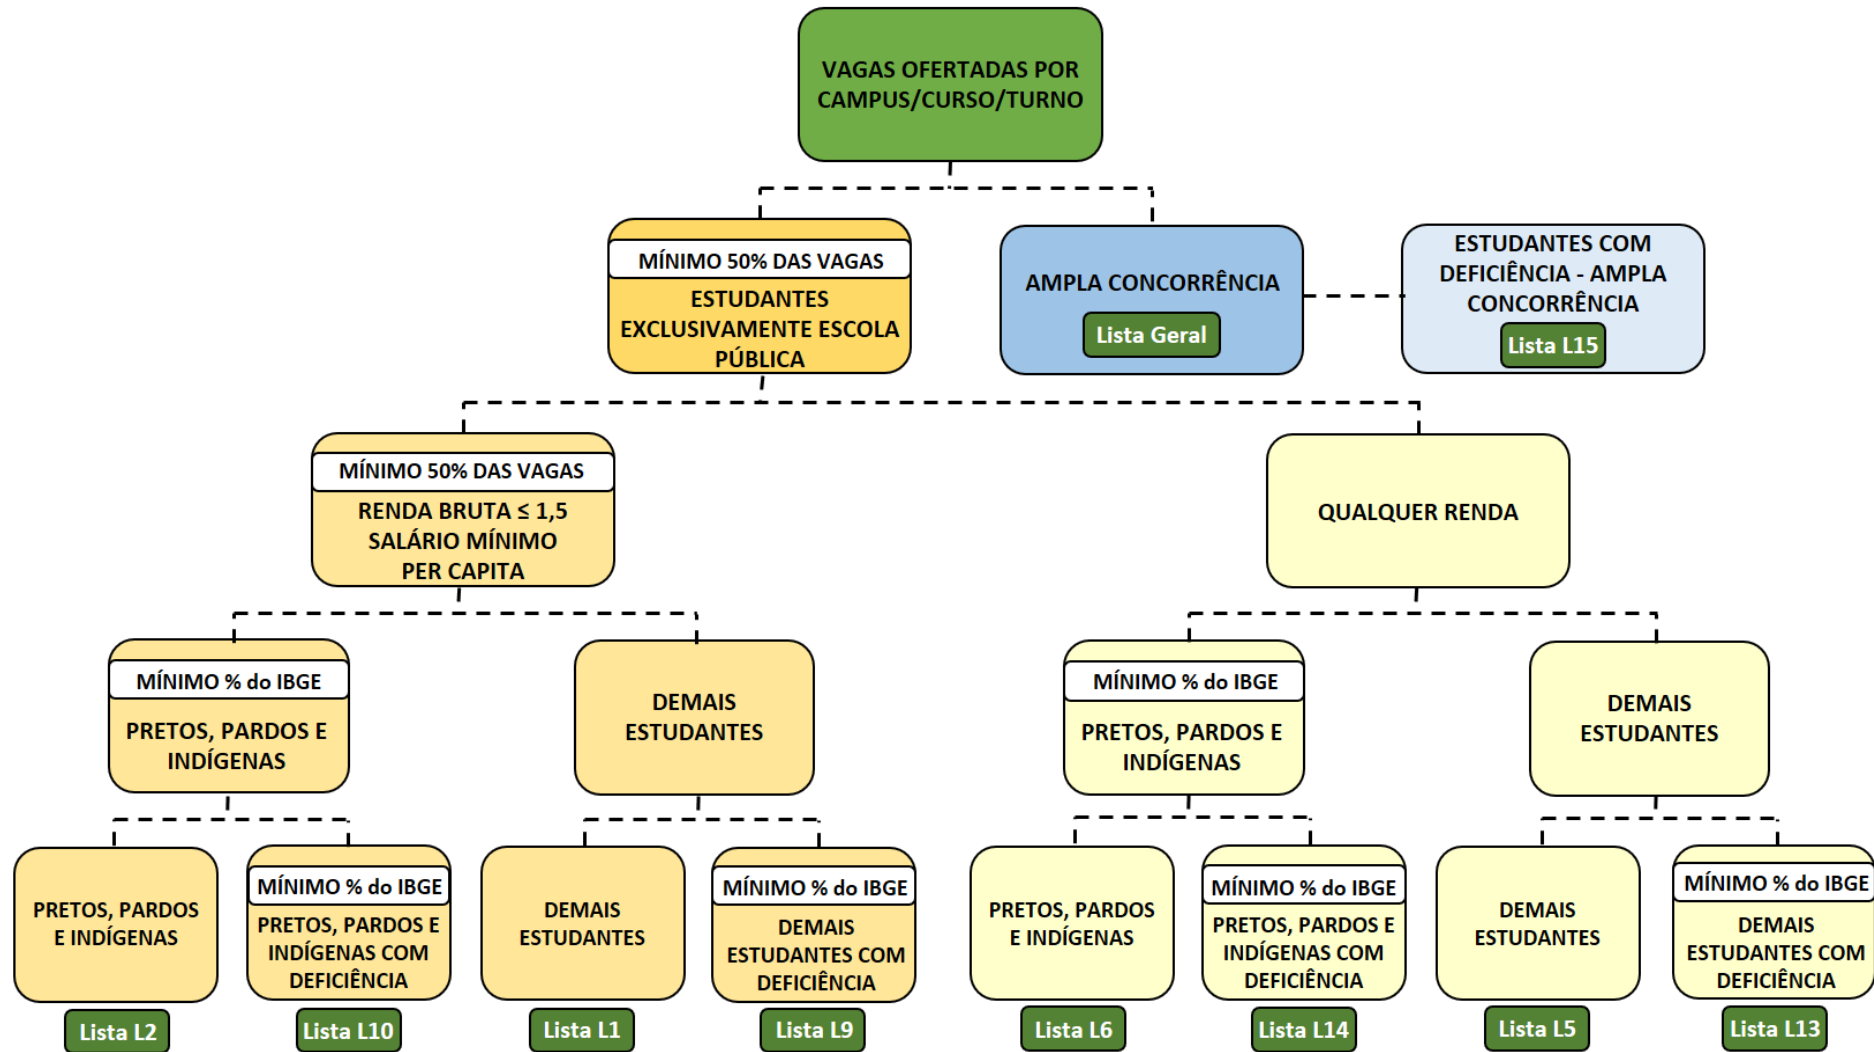 VAGAS OFERTADAS POR
CAMPUS/CURSO/TURNO
MÍNIMO 50% DAS VAGAS
ESTUDANTES
EXCLUSIVAMENTE ESCOLA
PÚBLICA
AMPLA CONCORRÊNCIA
Lista Geral
ESTUDANTES COM
DEFICIÊNCIA - AMPLA
CONCORRÊNCIA
Lista L15
MÍNIMO 50% DAS VAGAS
RENDA BRUTA ≤ 1,5
SALÁRIO MÍNIMO
PER CAPITA
QUALQUER RENDA
MÍNIMO % do IBGE
PRETOS, PARDOS E
INDÍGENAS
DEMAIS
ESTUDANTES
MÍNIMO % do IBGE
PRETOS, PARDOS E
INDÍGENAS
DEMAIS
ESTUDANTES
PRETOS, PARDOS
E INDÍGENAS
Lista L2
MÍNIMO % do IBGE
PRETOS, PARDOS E
INDÍGENAS COM
DEFICIÊNCIA
Lista L10
DEMAIS
ESTUDANTES
Lista L1
MÍNIMO % do IBGE
DEMAIS
ESTUDANTES COM
DEFICIÊNCIA
Lista L9
PRETOS, PARDOS
E INDÍGENAS
Lista L6
MÍNIMO % do IBGE
PRETOS, PARDOS E
INDÍGENAS COM
DEFICIÊNCIA
Lista L14
DEMAIS
ESTUDANTES
Lista L5
MÍNIMO % do IBGE
DEMAIS
ESTUDANTES COM
DEFICIÊNCIA
Lista L13